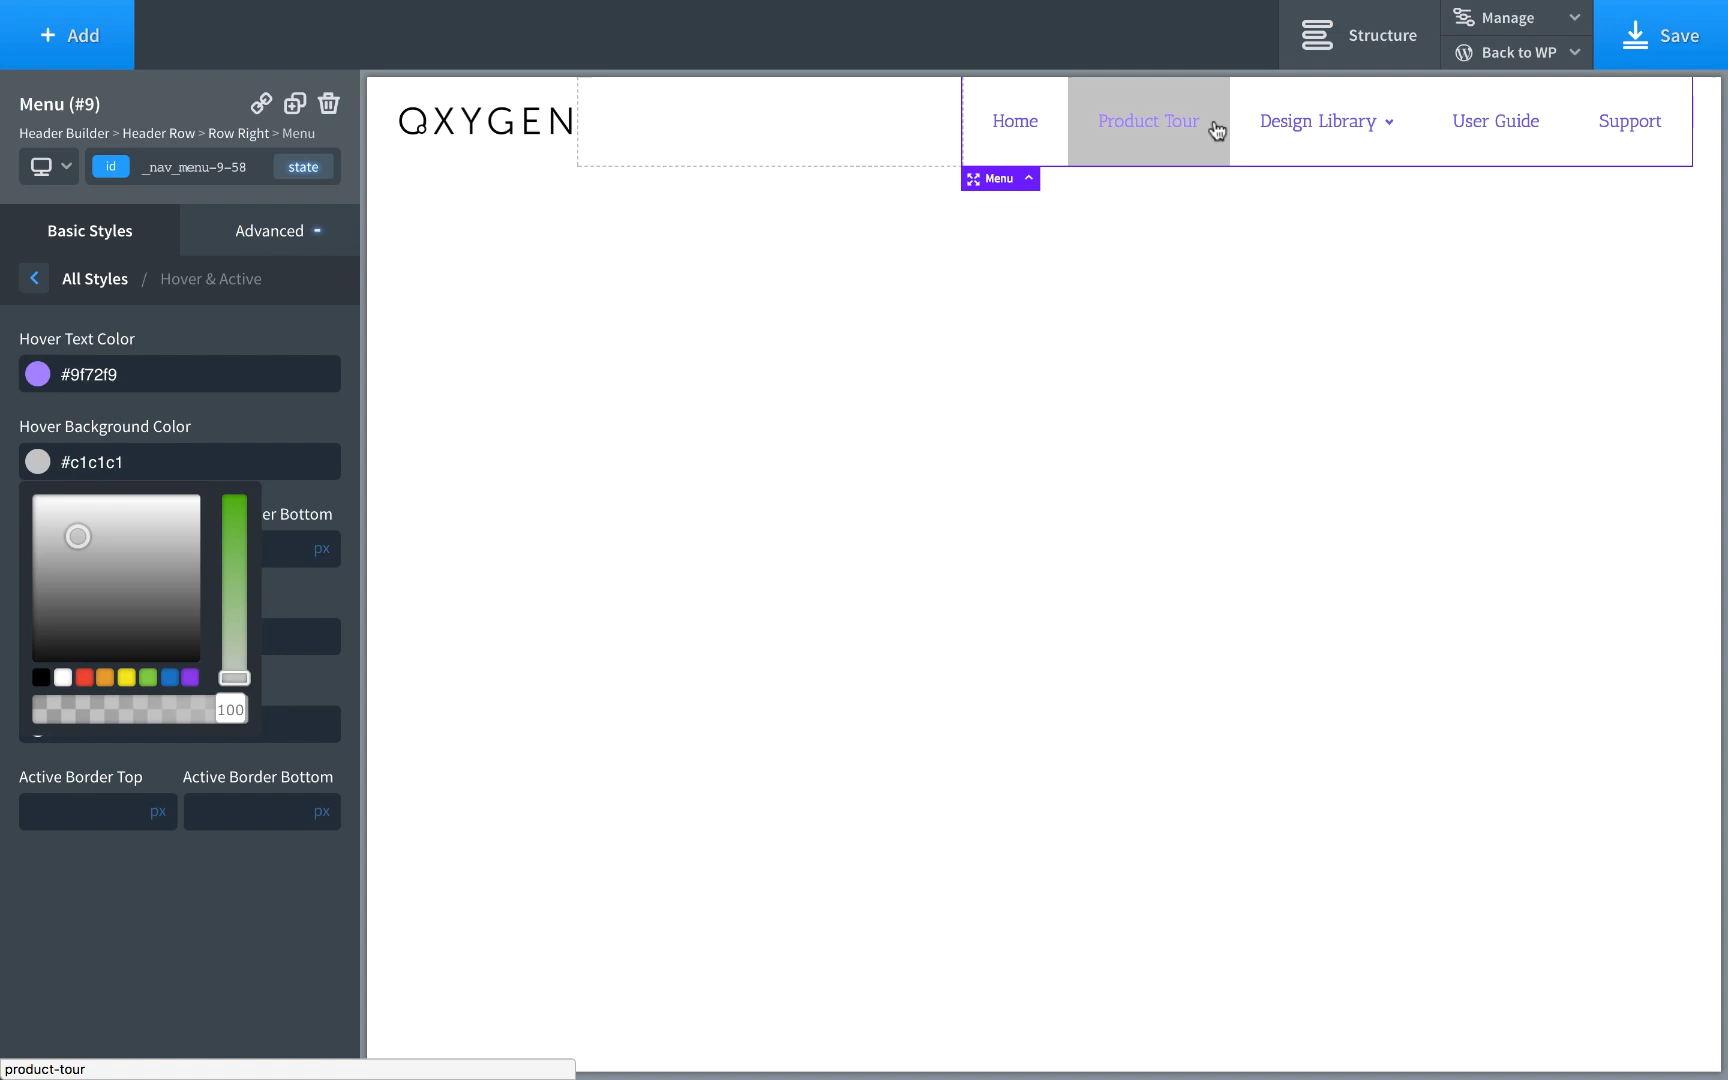 + Add
Structure
Manage
Back to WP
Save
Menu (#9)
Header Builder > Header Row > Row Right > Menu
id _nav_menu-9-58 state
Basic Styles
Advanced
All Styles / Hover & Active
Hover Text Color
#9f72f9
Hover Background Color
#c1c1c1
er Bottom
px
100
Active Border Top
Active Border Bottom
px
px
OXYGEN
Home
Product Tour
Design Library
User Guide
Support
Menu
product-tour